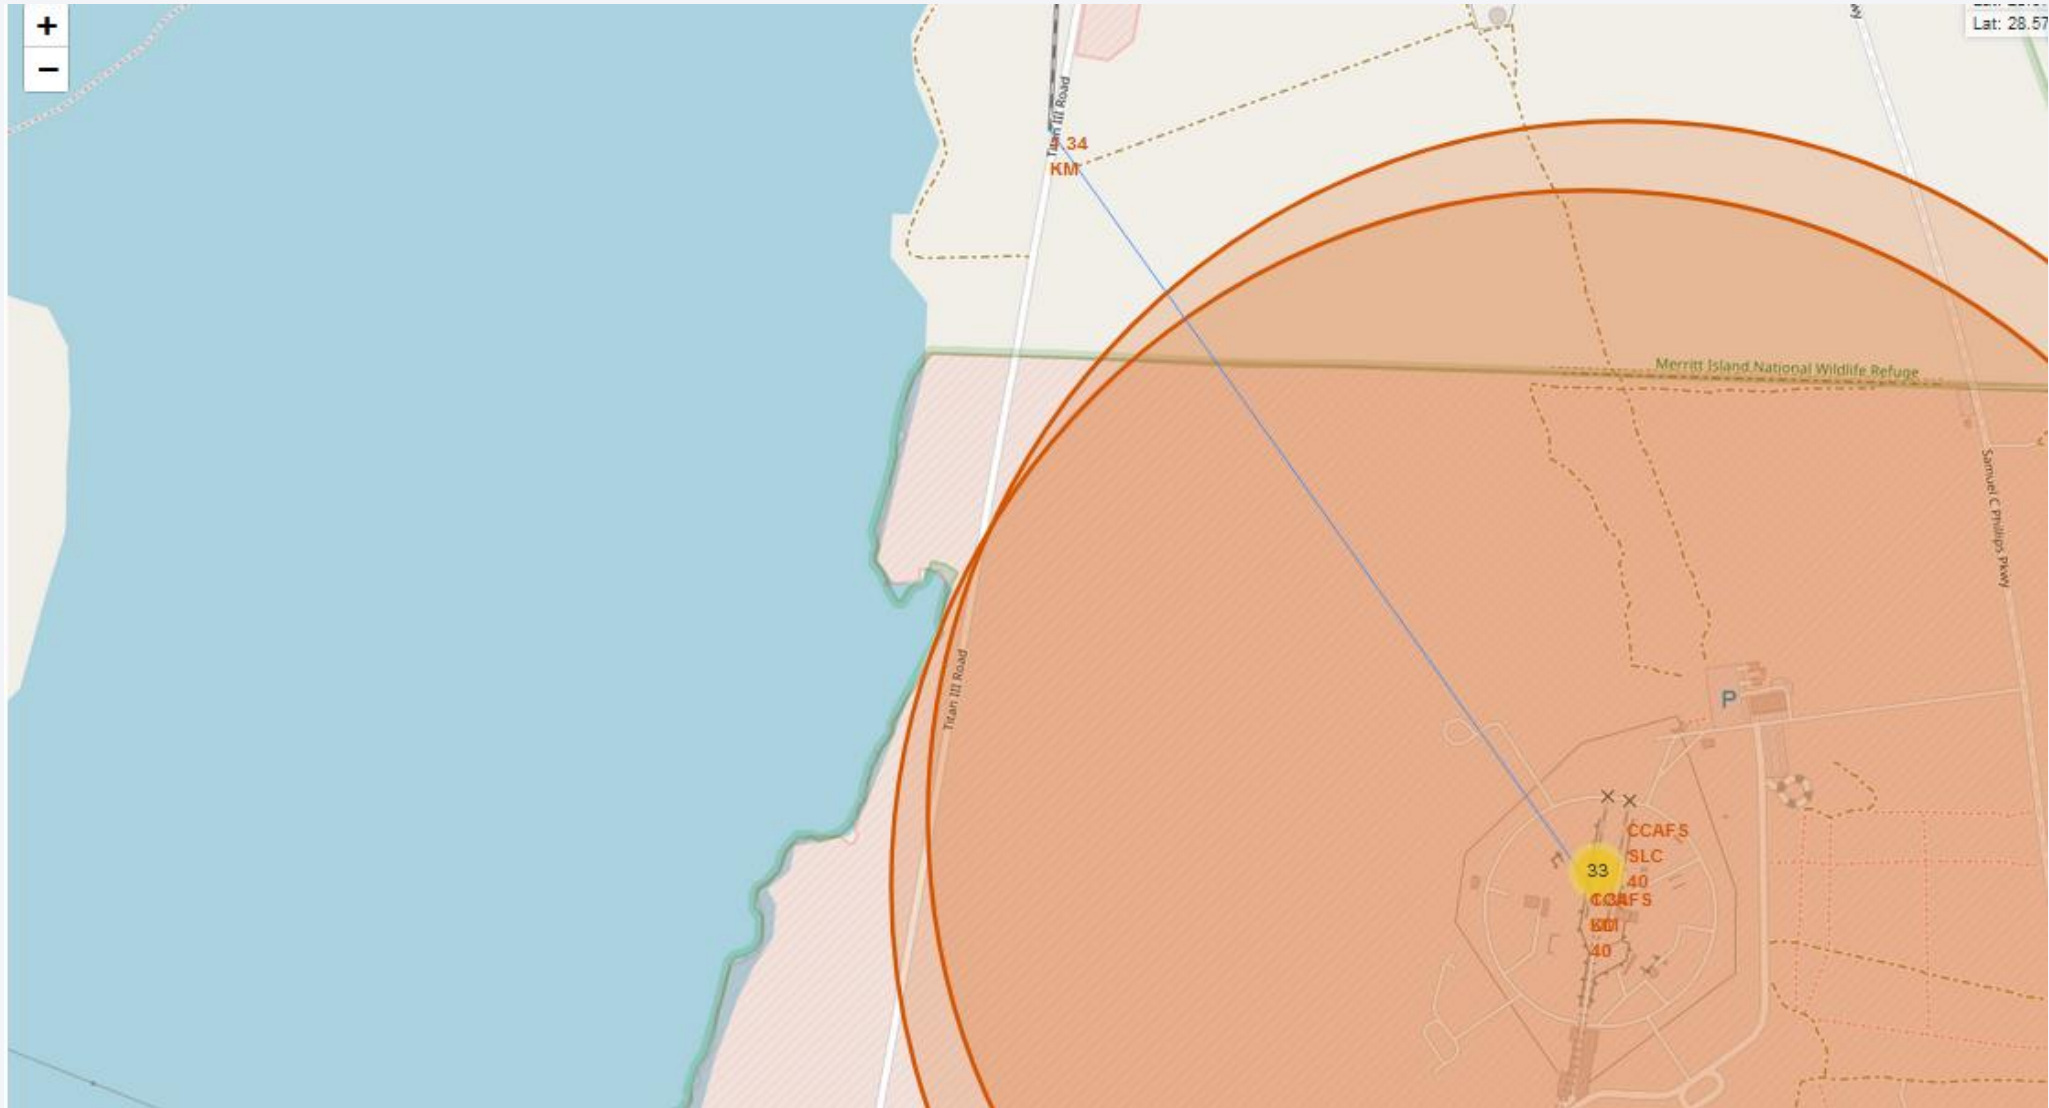 +
−
Lat: 28.57
Titan III Road
34
KM
Merritt Island National Wildlife Refuge
Samuel C Phillips Pkwy
Titan III Road
P
CCAFS
SLC
40
33
40